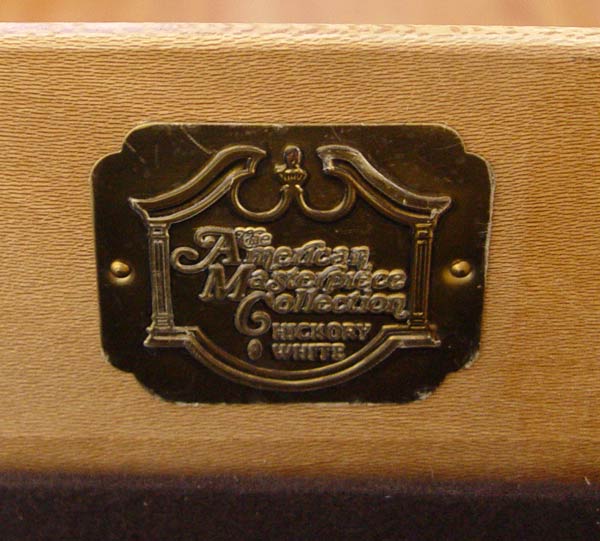 The
American
Masterpiece
Collection
HICKORY
WHITE